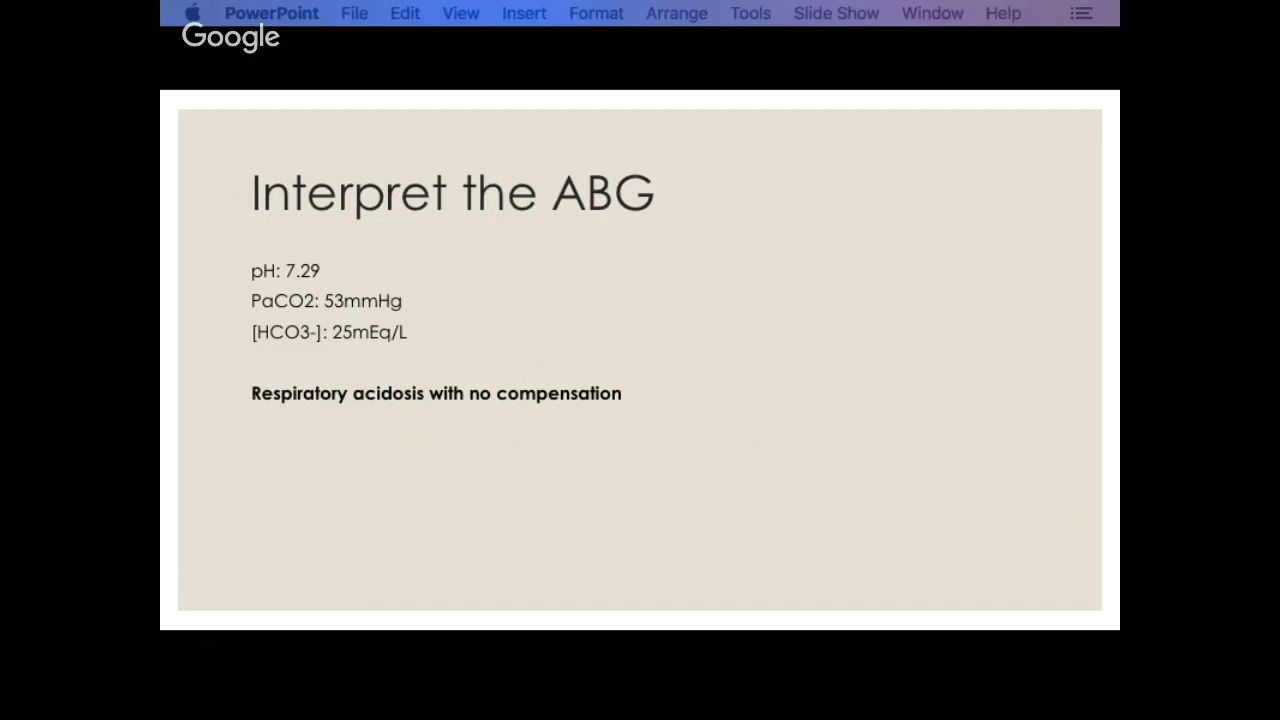 PowerPoint File Edit View Insert Format Arrange Tools Slide Show Window Help
Google
Interpret the ABG
pH: 7.29
PaCO2: 53mmHg
[HCO3-]: 25mEq/L
Respiratory acidosis with no compensation